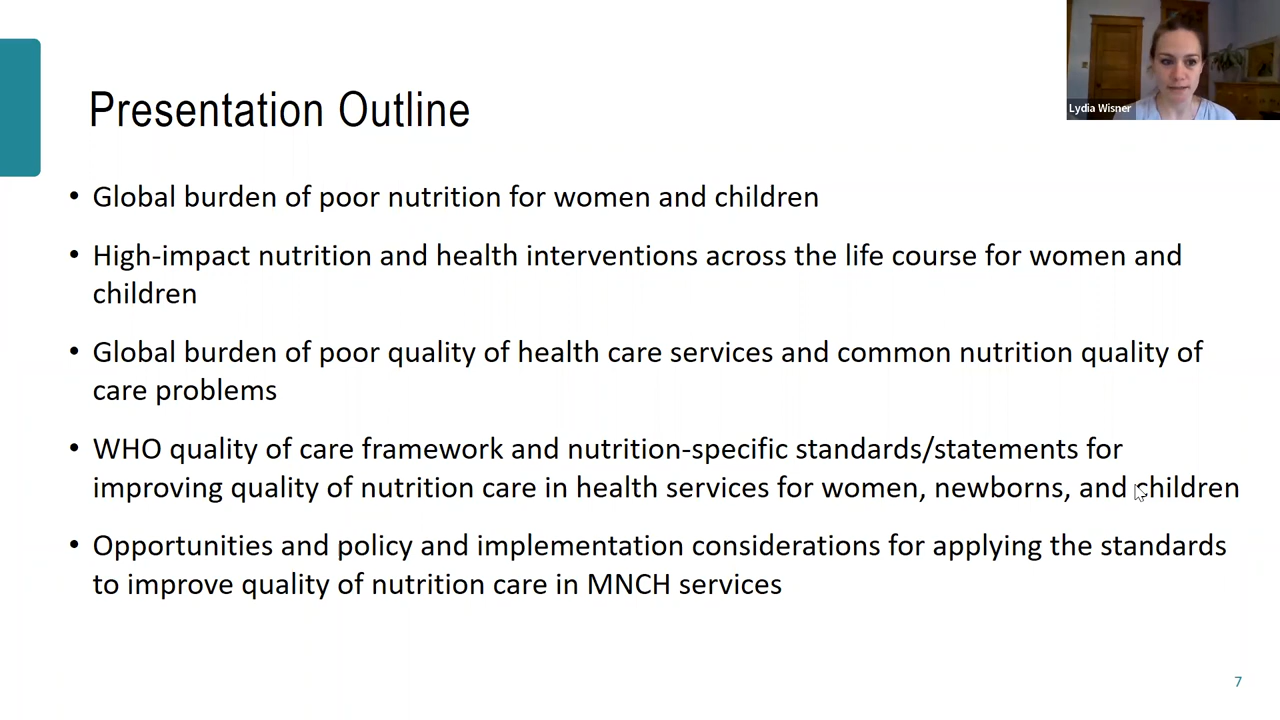 Lydia Wisner
Presentation Outline
• Global burden of poor nutrition for women and children
• High-impact nutrition and health interventions across the life course for women and
children
• Global burden of poor quality of health care services and common nutrition quality of
care problems
• WHO quality of care framework and nutrition-specific standards/statements for
improving quality of nutrition care in health services for women, newborns, and children
• Opportunities and policy and implementation considerations for applying the standards
to improve quality of nutrition care in MNCH services
7